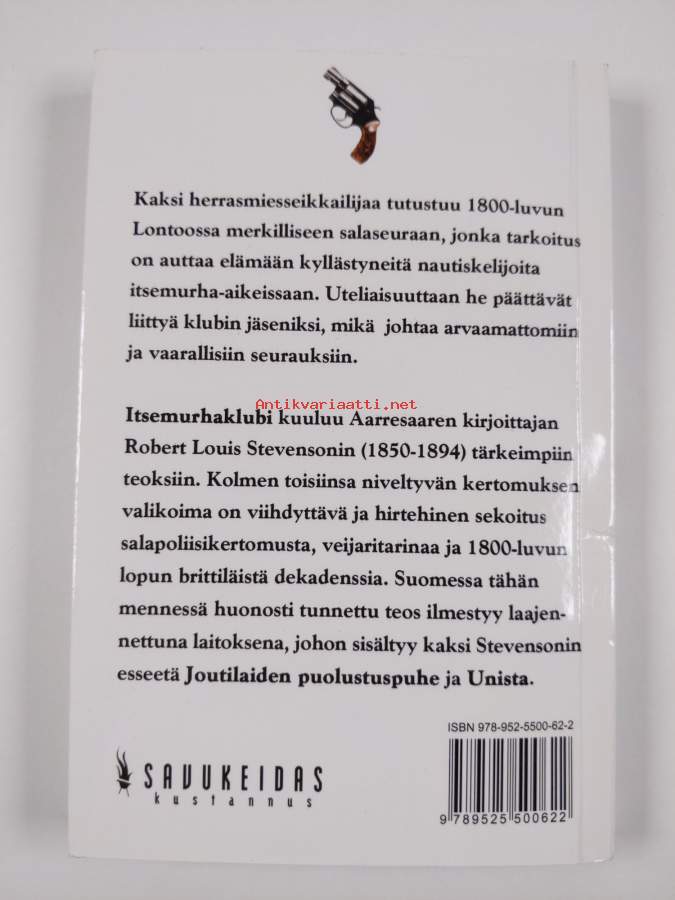 Kaksi herrasmiesseikkailijaa tutustuu 1800-luvun
Lontoossa merkilliseen salaseuraan, jonka tarkoitus
on auttaa elämään kyllästyneitä nautiskelijoita
itsemurha-aikeissaan. Uteliaisuuttaan he päättävät
liittyä klubin jäseniksi, mikä johtaa arvaamattomiin
ja vaarallisiin seurauksiin.
Antikvariaatti.net
Itsemurhaklubi kuuluu Aarresaaren kirjoittajan
Robert Louis Stevensonin (1850-1894) tärkeimpiin
teoksiin. Kolmen toisiinsa niveltyvän kertomuksen
valikoima on viihdyttävä ja hirtehinen sekoitus
salapoliisikertomusta, veijaritarinaa ja 1800-luvun
lopun brittiläistä dekadenssia. Suomessa tähän
mennessä huonosti tunnettu teos ilmestyy laajen-
nettuna laitoksena, johon sisältyy kaksi Stevensonin
esseetä Joutilaiden puolustuspuhe ja Unista.
ISBN 978-952-5500-62-2
SAVUKEIDAS
kustannus
9 789525 500622